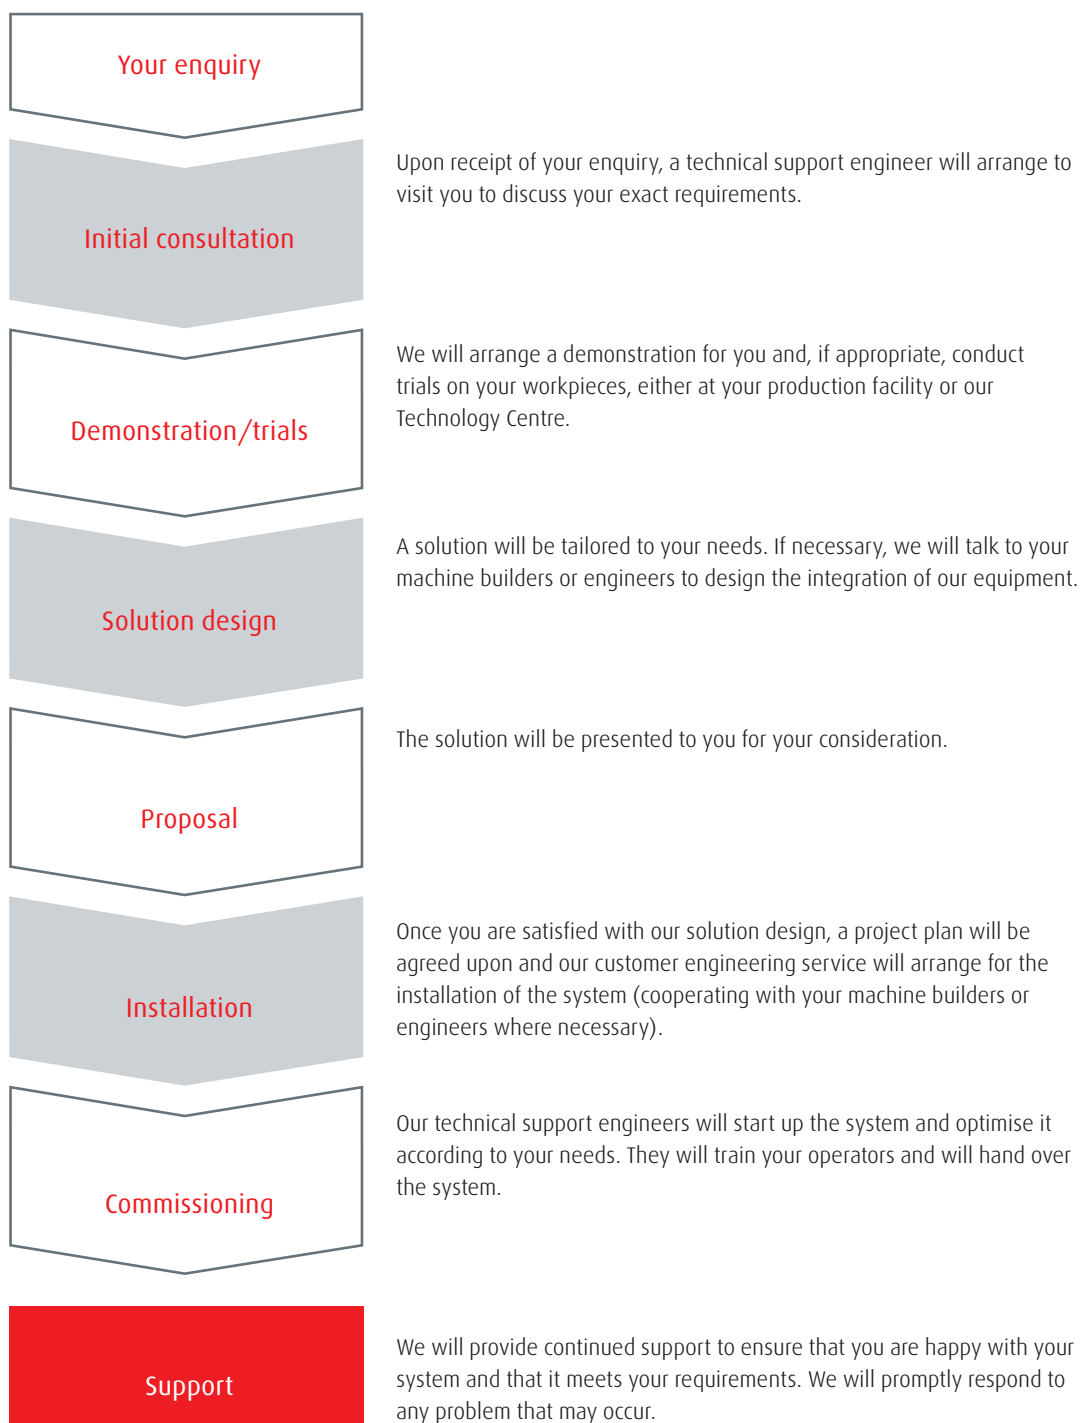 Your enquiry
Initial consultation
Upon receipt of your enquiry, a technical support engineer will arrange to
visit you to discuss your exact requirements.
Demonstration/trials
We will arrange a demonstration for you and, if appropriate, conduct
trials on your workpieces, either at your production facility or our
Technology Centre.
Solution design
A solution will be tailored to your needs. If necessary, we will talk to your
machine builders or engineers to design the integration of our equipment.
Proposal
The solution will be presented to you for your consideration.
Installation
Once you are satisfied with our solution design, a project plan will be
agreed upon and our customer engineering service will arrange for the
installation of the system (cooperating with your machine builders or
engineers where necessary).
Commissioning
Our technical support engineers will start up the system and optimise it
according to your needs. They will train your operators and will hand over
the system.
Support
We will provide continued support to ensure that you are happy with your
system and that it meets your requirements. We will promptly respond to
any problem that may occur.